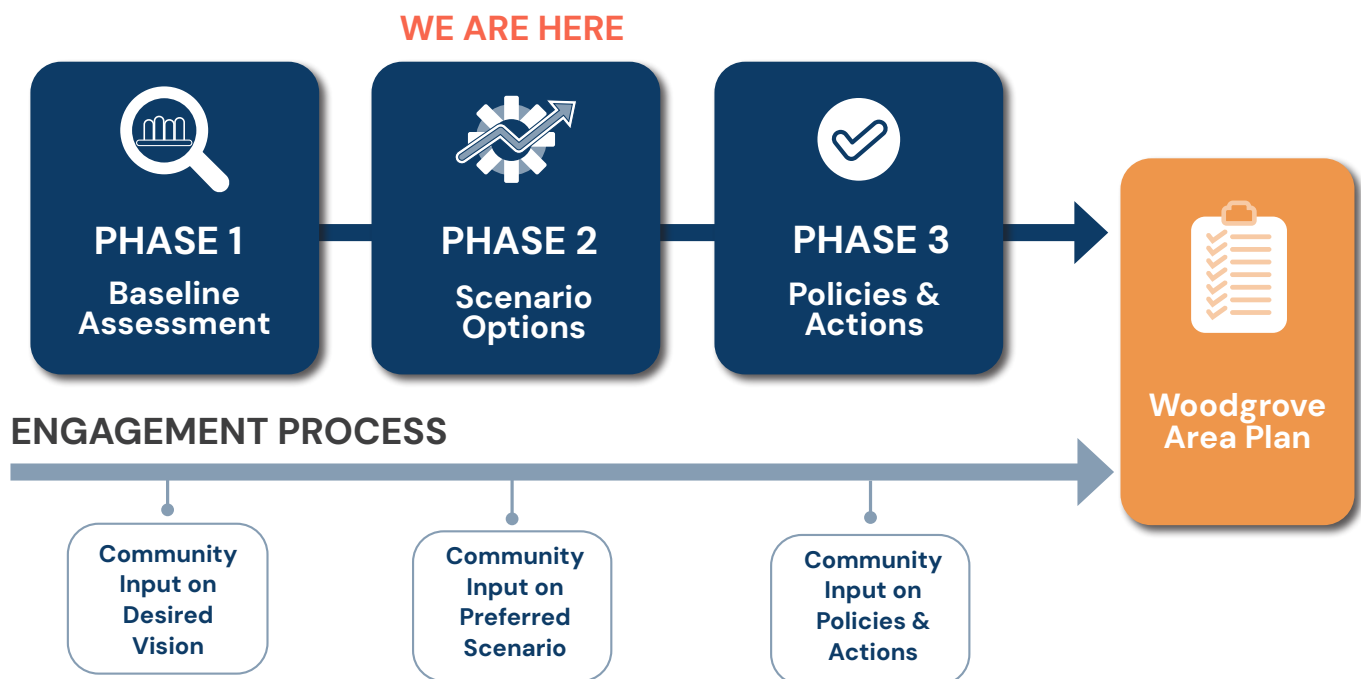 WE ARE HERE
PHASE 1
Baseline
Assessment
PHASE 2
Scenario
Options
PHASE 3
Policies &
Actions
Woodgrove
Area Plan
ENGAGEMENT PROCESS
Community
Input on
Desired
Vision
Community
Input on
Preferred
Scenario
Community
Input on
Policies &
Actions